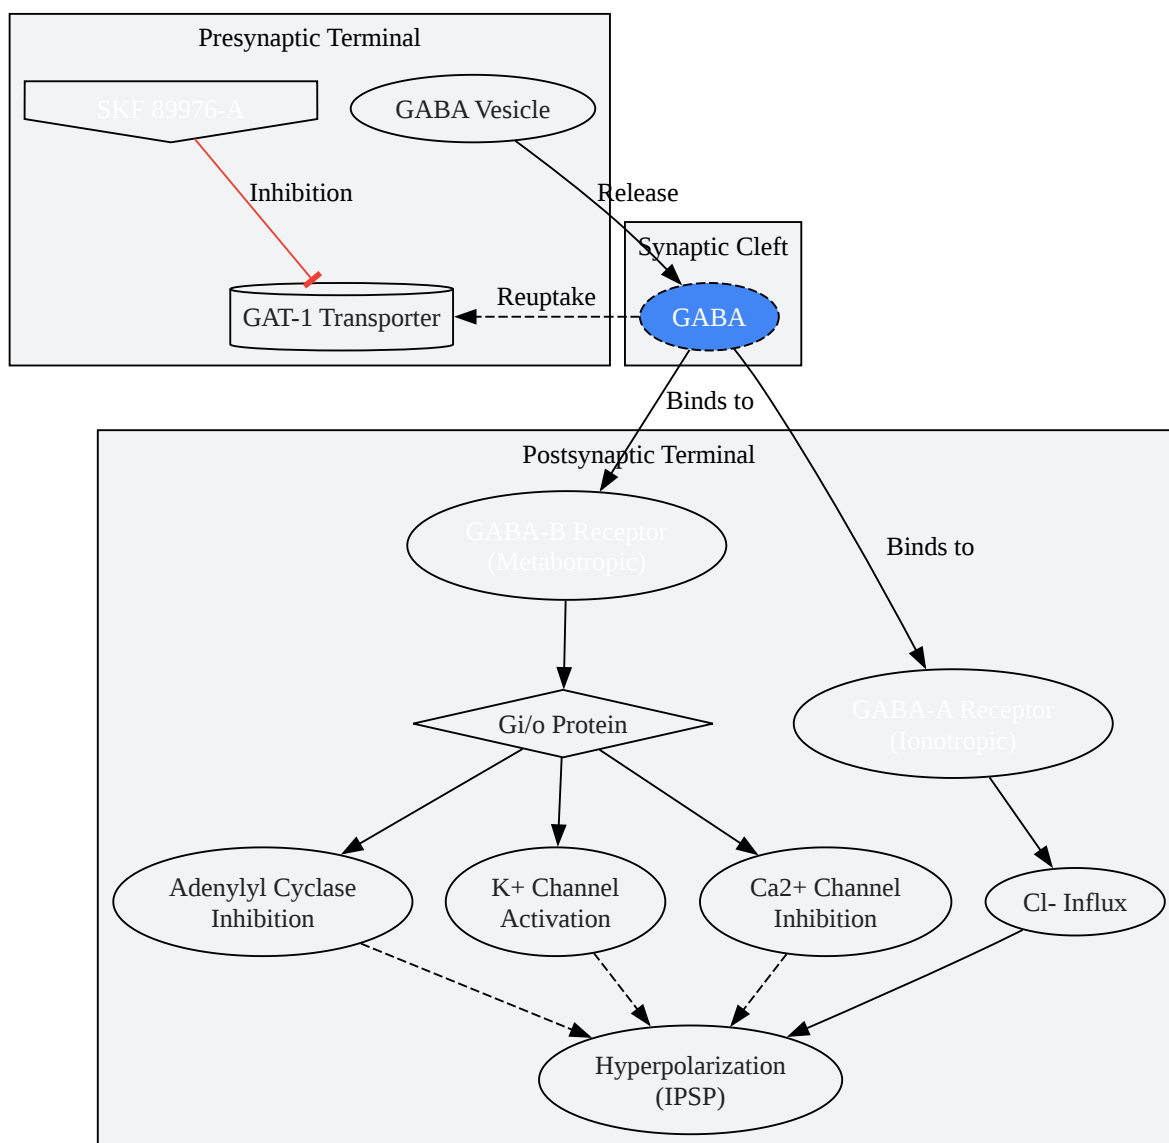 Presynaptic Terminal
SKF 89976-A
GABA Vesicle
Inhibition
Release
Synaptic Cleft
GAT-1 Transporter
Reuptake
GABA
Binds to
Postsynaptic Terminal
GABA-B Receptor
(Metabotropic)
Binds to
GABA-A Receptor
(Ionotropic)
Gi/o Protein
Adenylyl Cyclase
Inhibition
K+ Channel
Activation
Ca2+ Channel
Inhibition
Cl- Influx
Hyperpolarization
(IPSP)